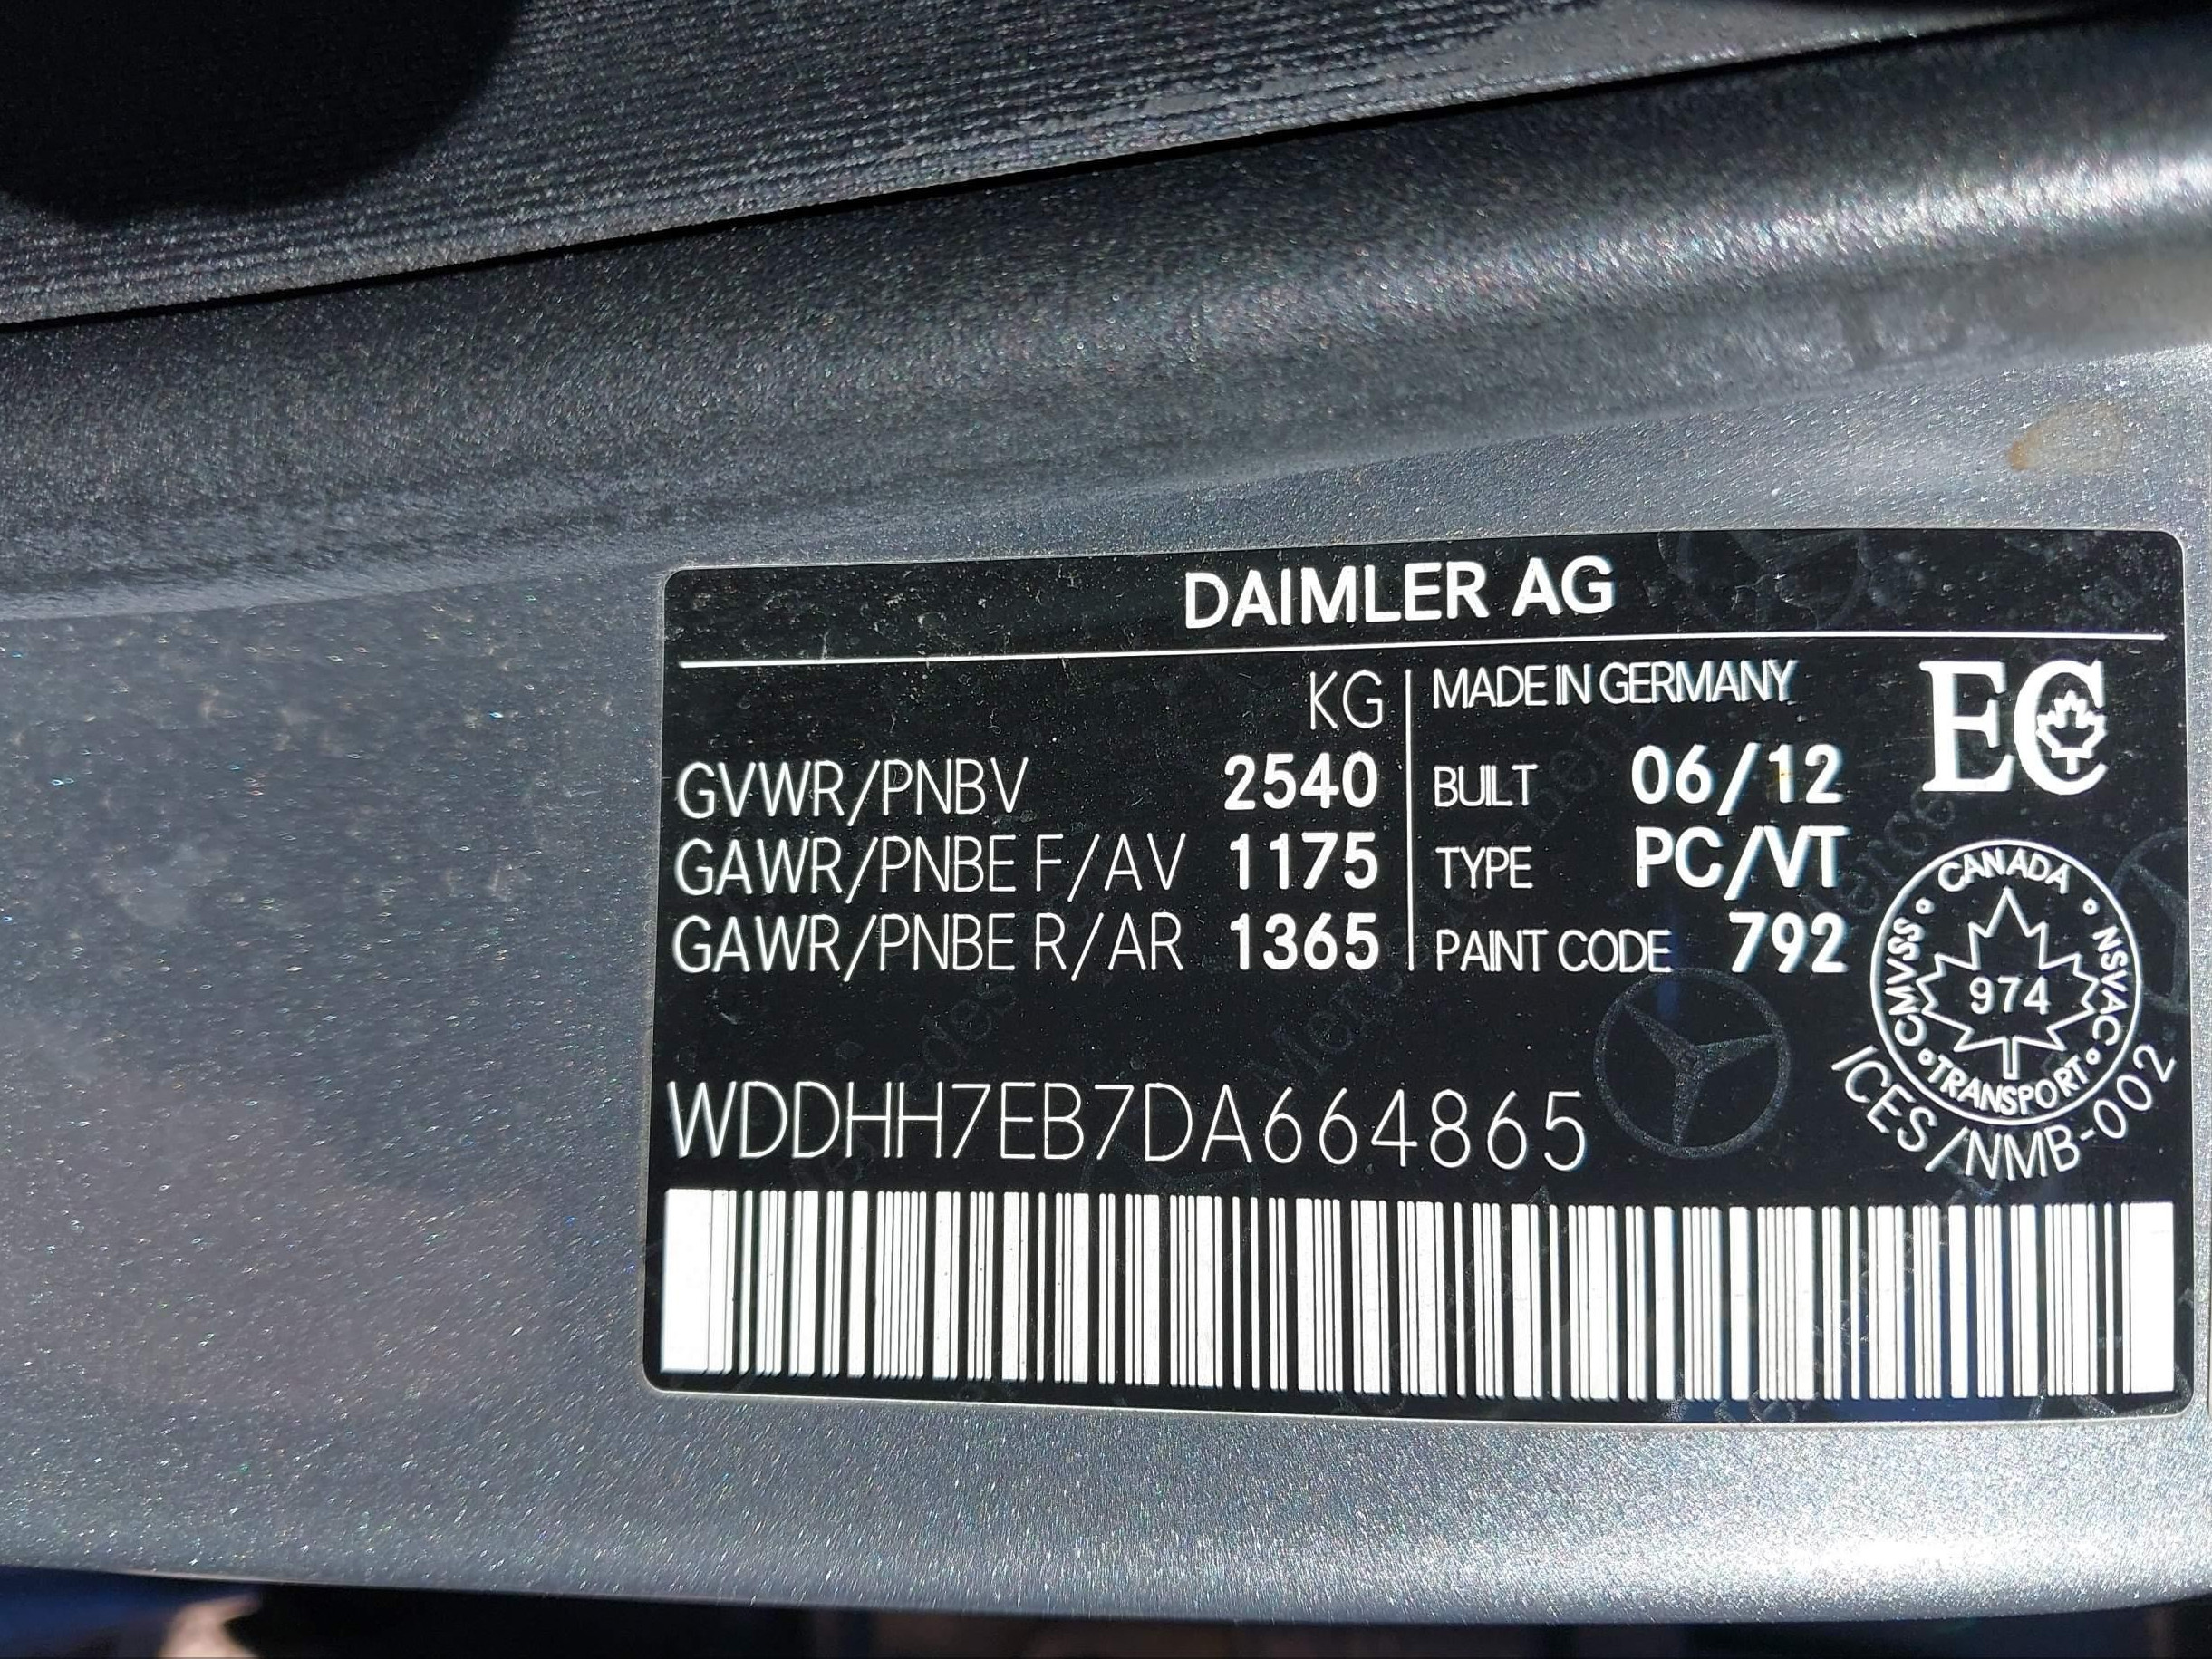 DAIMLER AG
KG
MADE IN GERMANY
EC
GVWR/PNBV 2540
BUILT 06/12
GAWR/PNBE F/AV 1175
TYPE PC/VT
GAWR/PNBE R/AR 1365
PAINT CODE 792
CANADA
NSVAC
TRANSPORT
CMVSS
974
ICES/NMB-002
WDDHH7EB7DA664865